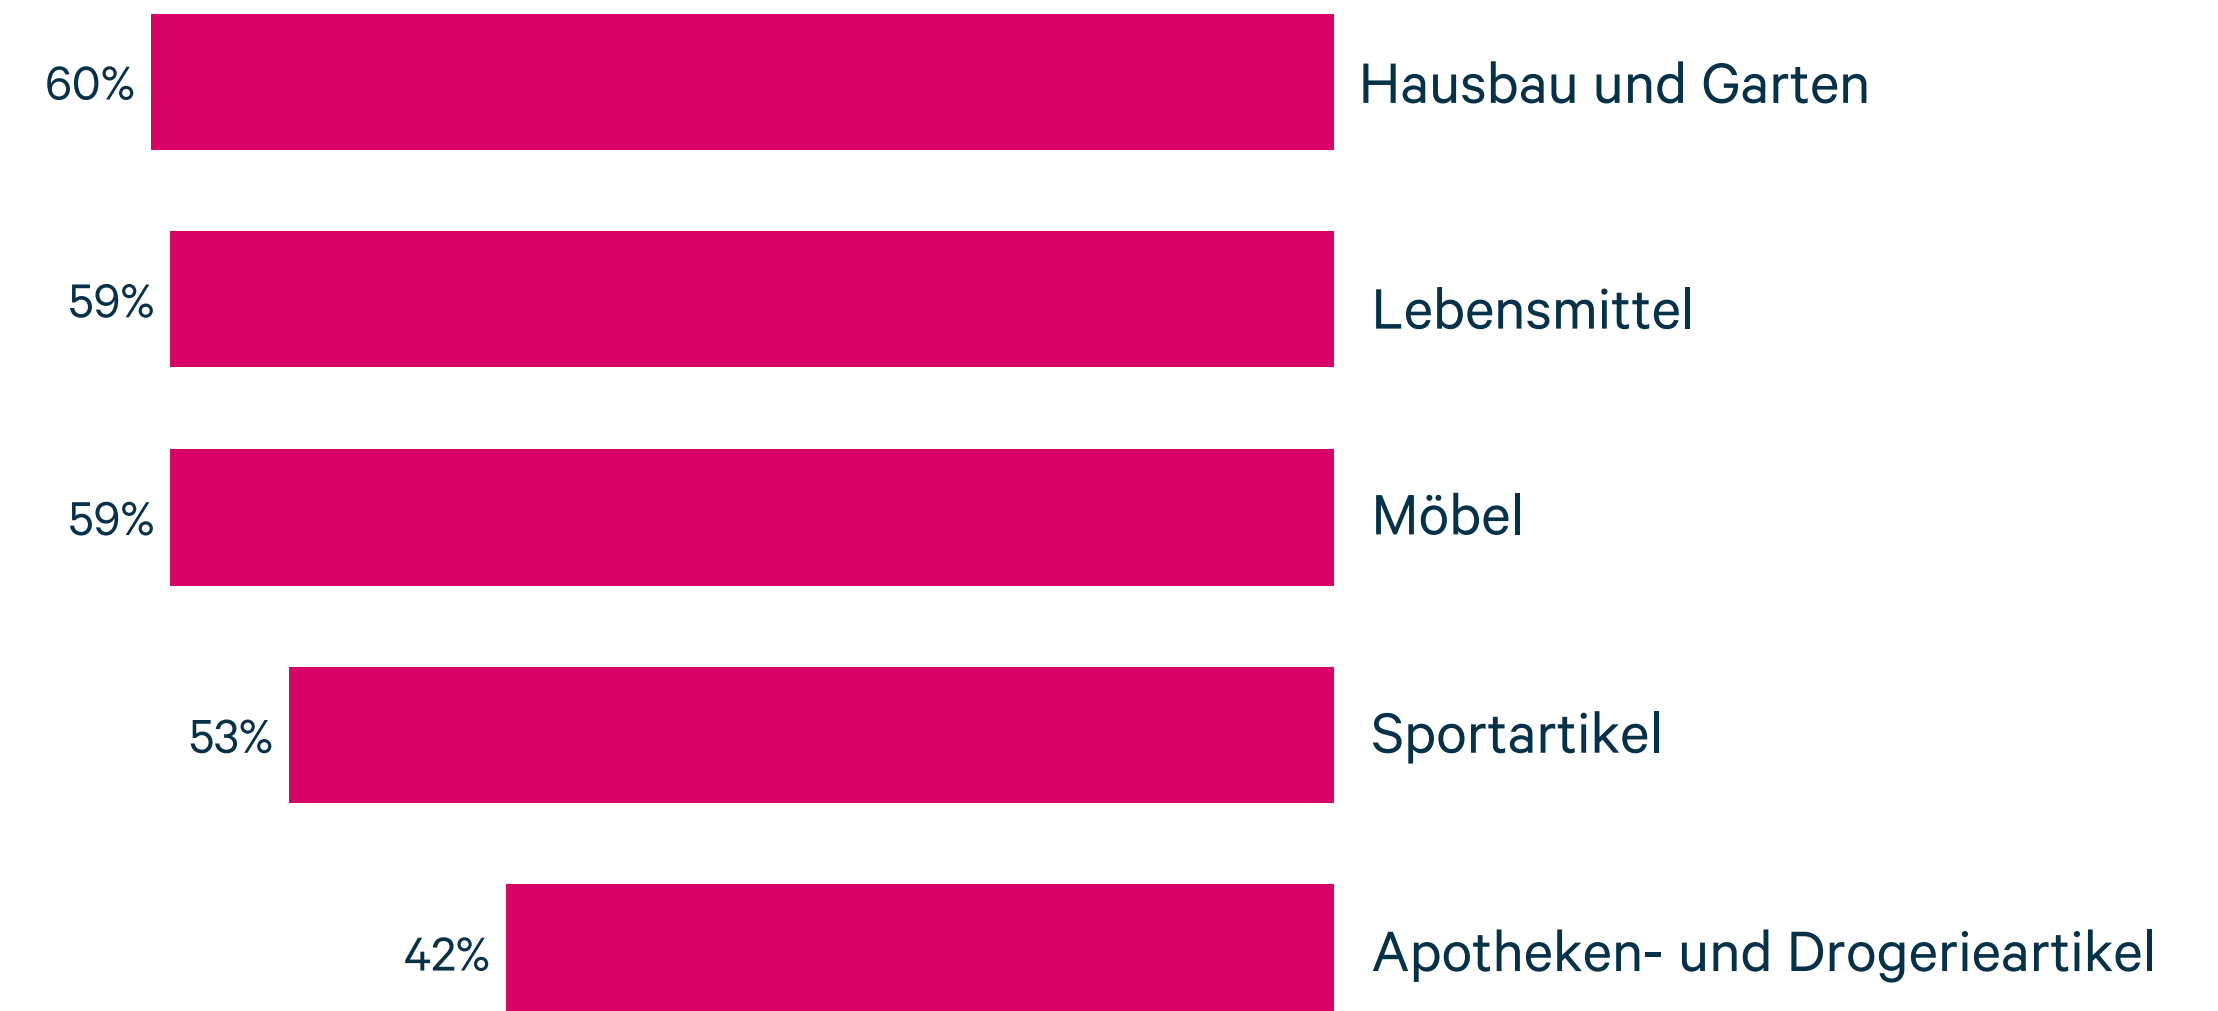 60% Hausbau und Garten
59% Lebensmittel
59% Möbel
53% Sportartikel
42% Apotheken- und Drogerieartikel